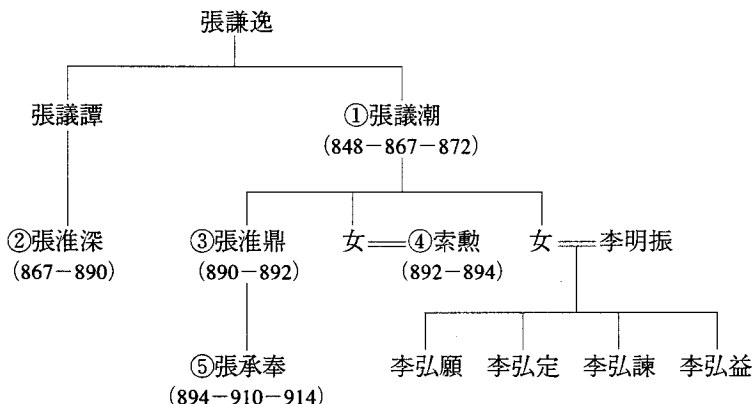 張謙逸
張議譚 ①張議潮
(848-867-872)
②張淮深 ③張淮鼎 女 ④索勲 女 李明振
(867-890) (890-892) (892-894)
⑤張承奉 李弘願 李弘定 李弘諫 李弘益
(894-910-914)